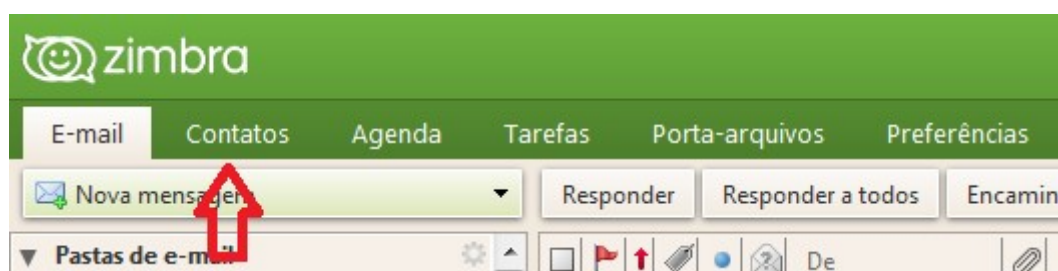 zimbra
E-mail Contatos Agenda Tarefas Porta-arquivos Preferências
Nova mensagem Responder Responder a todos
Pastas de e-mail De